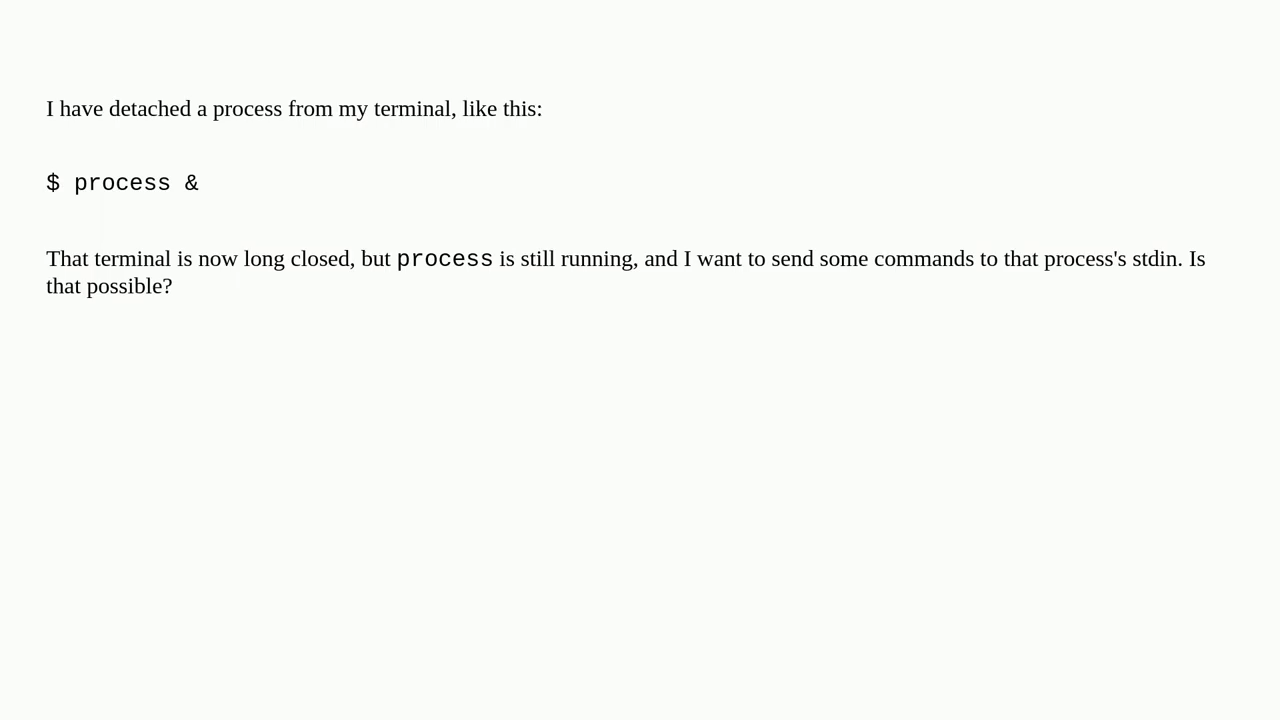 I have detached a process from my terminal, like this:
$ process &
That terminal is now long closed, but process is still running, and I want to send some commands to that process's stdin. Is
that possible?